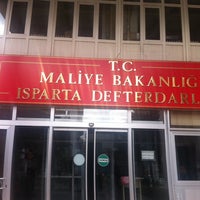 T.C.
MALİYE BAKANLIĞ
ISPARTA DEFTERDARL